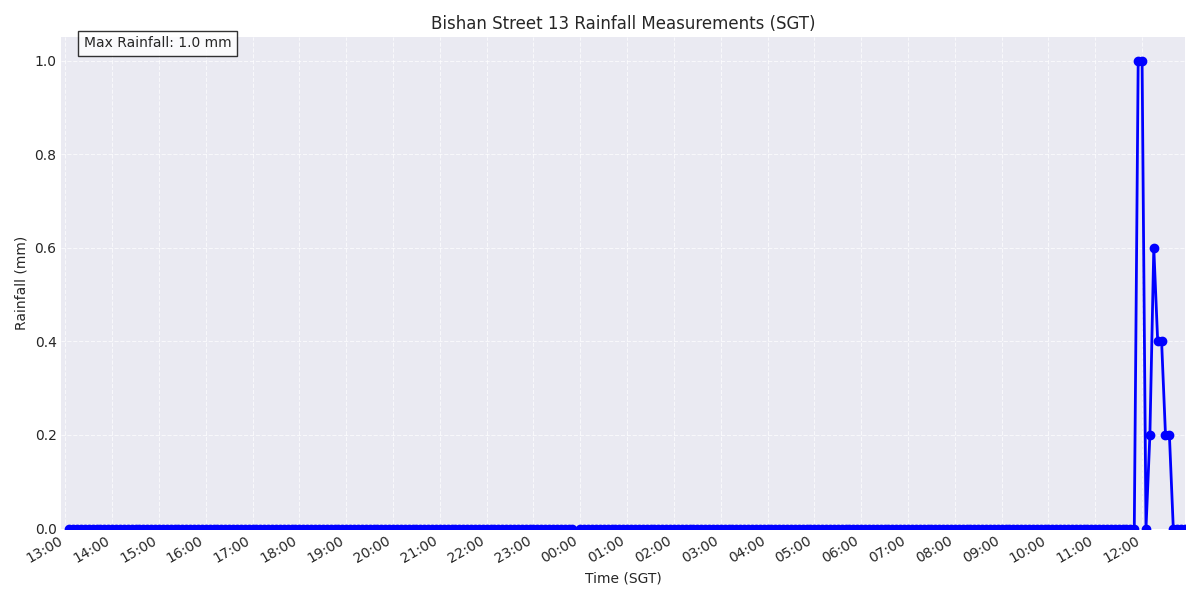 Bishan Street 13 Rainfall Measurements (SGT)
Max Rainfall: 1.0 mm
1.0
0.8
0.6
0.4
0.2
0.0
Rainfall (mm)
13:00 14:00 15:00 16:00 17:00 18:00 19:00 20:00 21:00 22:00 23:00 00:00 01:00 02:00 03:00 04:00 05:00 06:00 07:00 08:00 09:00 10:00 11:00 12:00
Time (SGT)